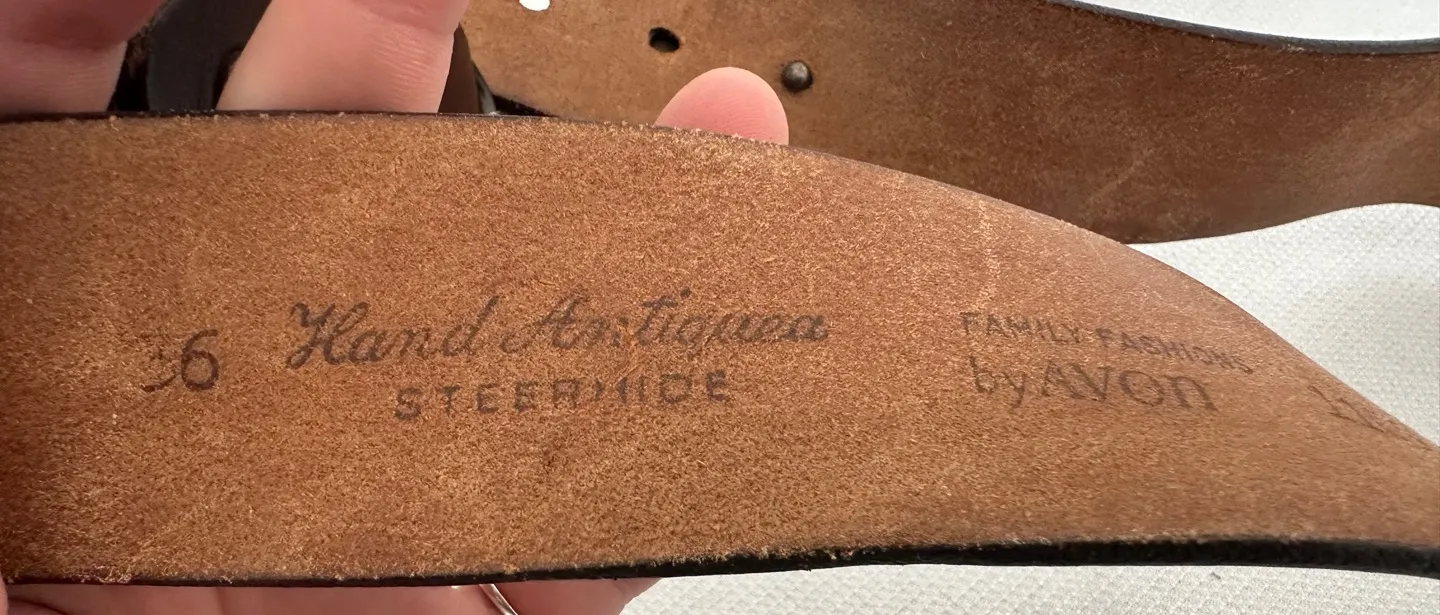 36
Hand Antiqued
STEERHIDE
FAMILY FASHIONS
by AVON